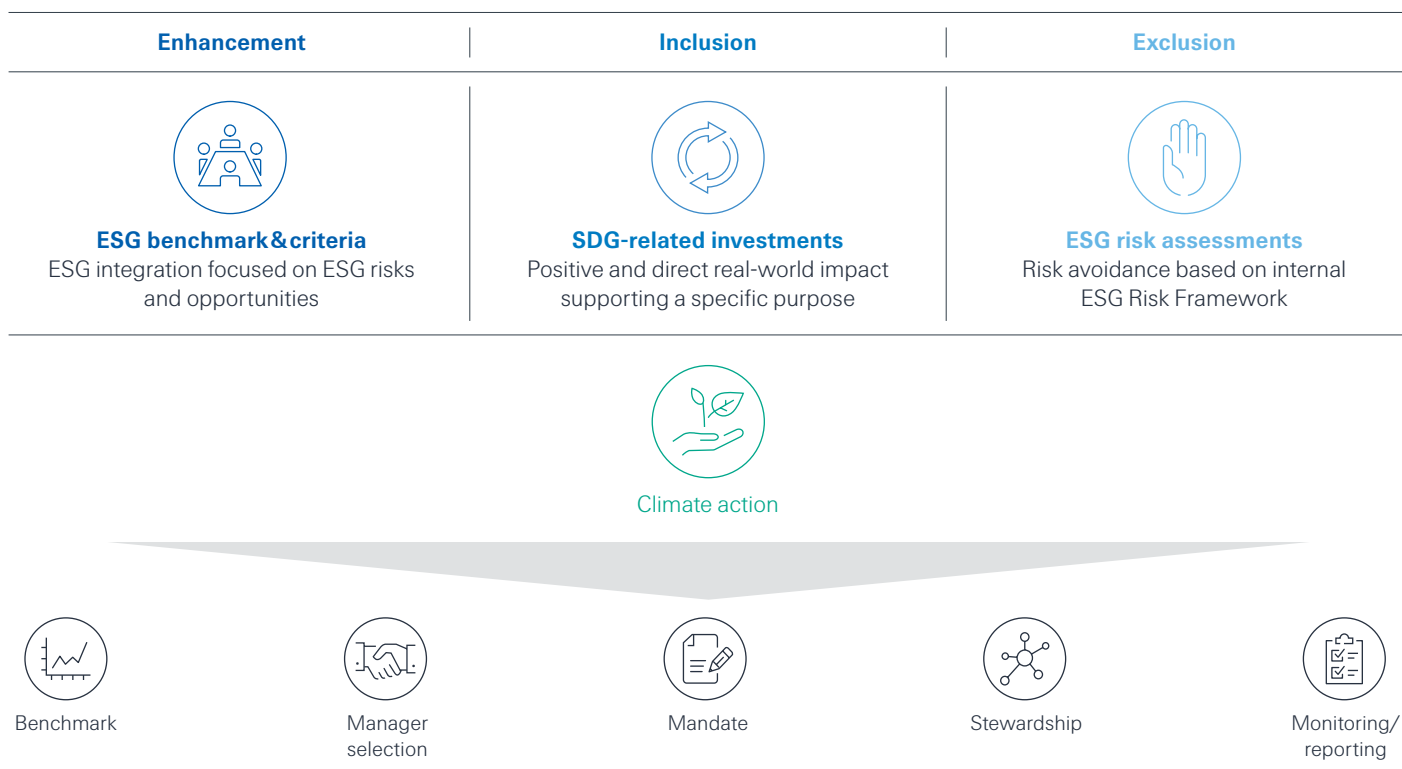 Enhancement
Inclusion
Exclusion
ESG benchmark&criteria
ESG integration focused on ESG risks
and opportunities
SDG-related investments
Positive and direct real-world impact
supporting a specific purpose
ESG risk assessments
Risk avoidance based on internal
ESG Risk Framework
Climate action
Benchmark
Manager
selection
Mandate
Stewardship
Monitoring/
reporting